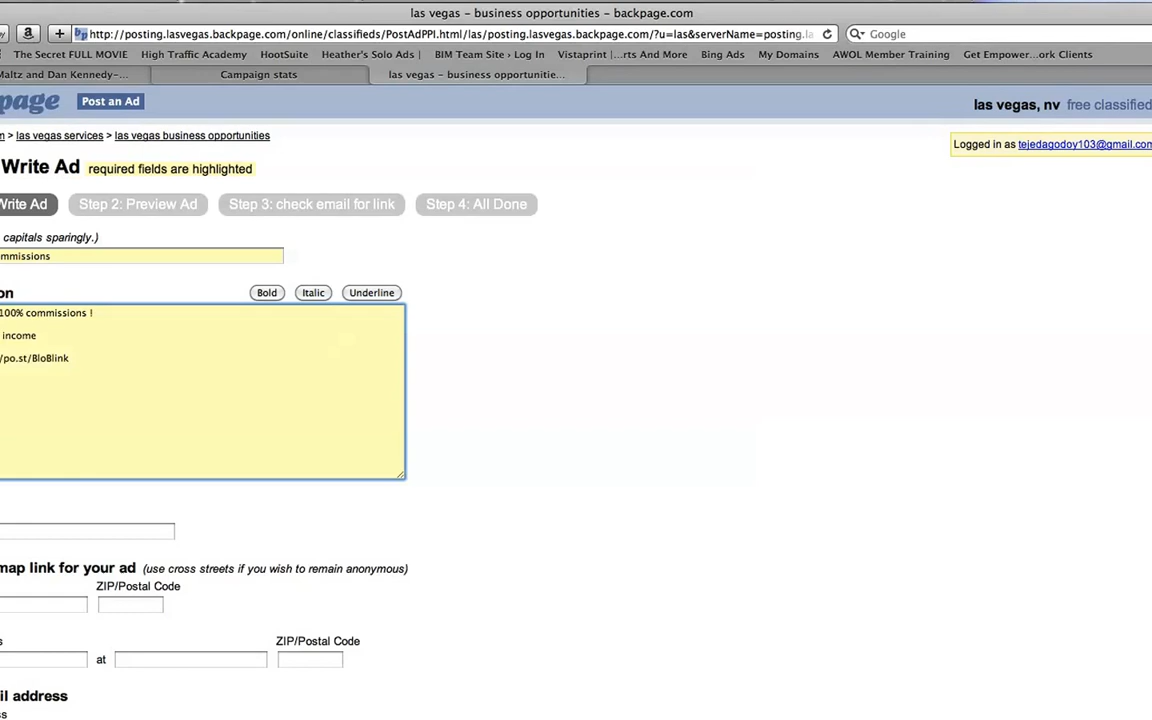 las vegas - business opportunities - backpage.com
http://posting.lasvegas.backpage.com/online/classifieds/PostAdPPI.html/las/posting.lasvegas.backpage.com/?u=las&serverName=posting.la
Google
The Secret FULL MOVIE High Traffic Academy HootSuite Heather's Solo Ads | BIM Team Site › Log In Vistaprint |...rts And More Bing Ads My Domains AWOL Member Training Get Empower...ork Clients
Maltz and Dan Kennedy-... Campaign stats las vegas - business opportunitie...
page Post an Ad las vegas, nv free classified
m > las vegas services > las vegas business opportunities
Logged in as tejedagodoy103@gmail.com
Write Ad required fields are highlighted
Write Ad Step 2: Preview Ad Step 3: check email for link Step 4: All Done
capitals sparingly.)
mmissions
on Bold Italic Underline
100% commissions !
income
/po.st/BloBlink
map link for your ad (use cross streets if you wish to remain anonymous)
ZIP/Postal Code
s ZIP/Postal Code
at
il address
ss